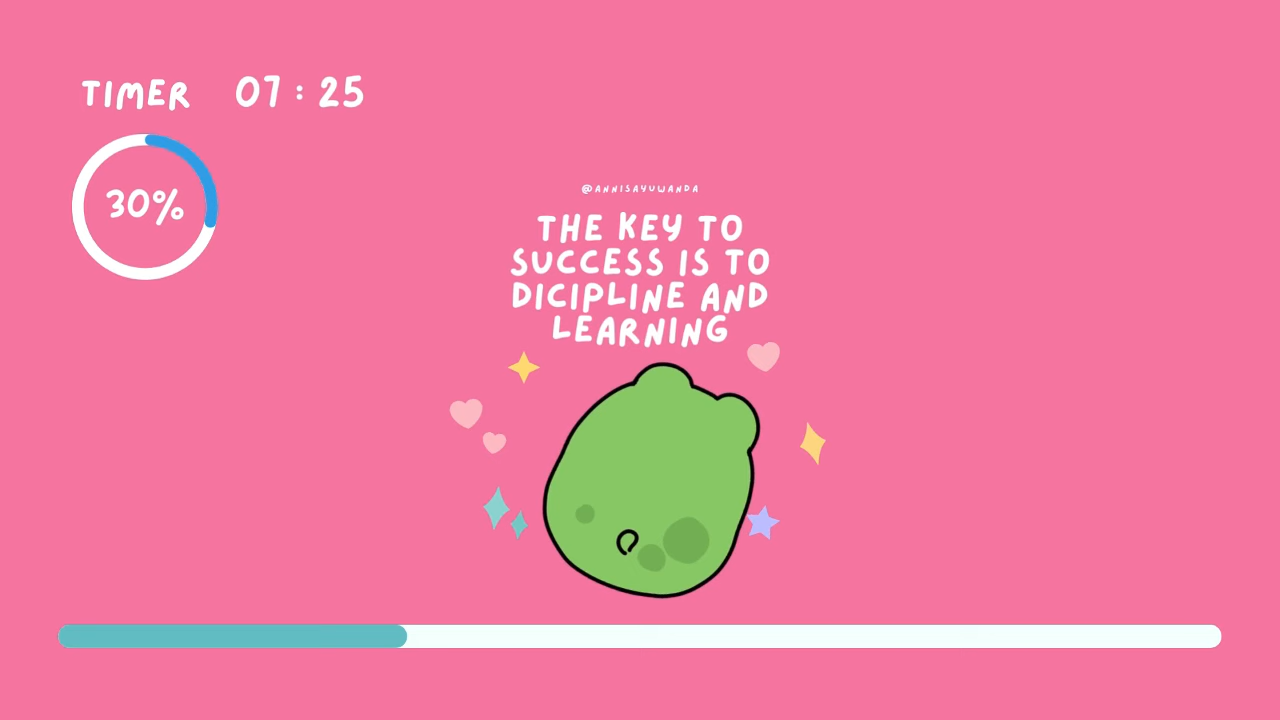 TIMER 07 : 25
30%
@ANNISAYUWANDA
THE KEY TO
SUCCESS IS TO
DICIPLINE AND
LEARNING